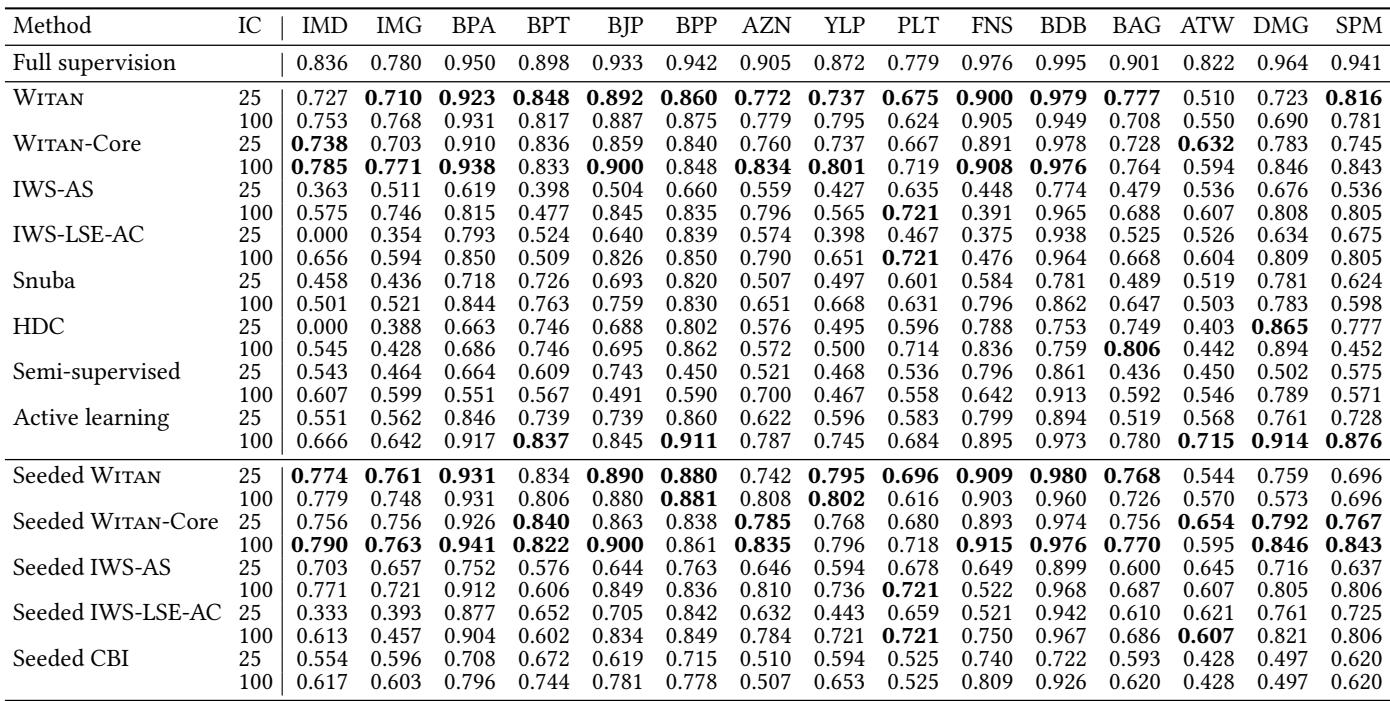 Method IC IMD IMG BPA BPT BJP BPP AZN YLP PLT FNS BDB BAG ATW DMG SPM
Full supervision 0.836 0.780 0.950 0.898 0.933 0.942 0.905 0.872 0.779 0.976 0.995 0.901 0.822 0.964 0.941
WITAN 25 0.727 0.710 0.923 0.848 0.892 0.860 0.772 0.737 0.675 0.900 0.979 0.777 0.510 0.723 0.816
100 0.753 0.768 0.931 0.817 0.887 0.875 0.779 0.795 0.624 0.905 0.949 0.708 0.550 0.690 0.781
WITAN-CORE 25 0.738 0.703 0.910 0.836 0.859 0.840 0.760 0.737 0.667 0.891 0.978 0.728 0.632 0.783 0.745
100 0.785 0.771 0.938 0.833 0.900 0.848 0.834 0.801 0.719 0.908 0.976 0.764 0.594 0.846 0.843
IWS-AS 25 0.363 0.511 0.619 0.398 0.504 0.660 0.559 0.427 0.635 0.448 0.774 0.479 0.536 0.676 0.536
100 0.575 0.746 0.815 0.477 0.845 0.835 0.796 0.565 0.721 0.391 0.965 0.688 0.607 0.808 0.805
IWS-LSE-AC 25 0.000 0.354 0.793 0.524 0.640 0.839 0.574 0.398 0.467 0.375 0.938 0.525 0.526 0.634 0.675
100 0.656 0.594 0.850 0.509 0.826 0.850 0.790 0.651 0.721 0.476 0.964 0.668 0.604 0.809 0.805
Snuba 25 0.458 0.436 0.718 0.726 0.693 0.820 0.507 0.497 0.601 0.584 0.781 0.489 0.519 0.781 0.624
100 0.501 0.521 0.844 0.763 0.759 0.830 0.651 0.668 0.631 0.796 0.862 0.647 0.503 0.783 0.598
HDC 25 0.000 0.388 0.663 0.746 0.688 0.802 0.576 0.495 0.596 0.788 0.753 0.749 0.403 0.865 0.777
100 0.545 0.428 0.686 0.746 0.695 0.862 0.572 0.500 0.714 0.836 0.759 0.806 0.442 0.894 0.452
Semi-supervised 25 0.543 0.464 0.664 0.609 0.743 0.450 0.521 0.468 0.536 0.796 0.861 0.436 0.450 0.502 0.575
100 0.607 0.599 0.551 0.567 0.491 0.590 0.700 0.467 0.558 0.642 0.913 0.592 0.546 0.789 0.571
Active learning 25 0.551 0.562 0.846 0.739 0.739 0.860 0.622 0.596 0.583 0.799 0.894 0.519 0.568 0.761 0.728
100 0.666 0.642 0.917 0.837 0.845 0.911 0.787 0.745 0.684 0.895 0.973 0.780 0.715 0.914 0.876
Seeded WITAN 25 0.774 0.761 0.931 0.834 0.890 0.880 0.742 0.795 0.696 0.909 0.980 0.768 0.544 0.759 0.696
100 0.779 0.748 0.931 0.806 0.880 0.881 0.808 0.802 0.616 0.903 0.960 0.726 0.570 0.573 0.696
Seeded WITAN-CORE 25 0.756 0.756 0.926 0.840 0.863 0.838 0.785 0.768 0.680 0.893 0.974 0.756 0.654 0.792 0.767
100 0.790 0.763 0.941 0.822 0.900 0.861 0.835 0.796 0.718 0.915 0.976 0.770 0.595 0.846 0.843
Seeded IWS-AS 25 0.703 0.657 0.752 0.576 0.644 0.763 0.646 0.594 0.678 0.649 0.899 0.600 0.645 0.716 0.637
100 0.771 0.721 0.912 0.606 0.849 0.836 0.810 0.736 0.721 0.522 0.968 0.687 0.607 0.805 0.806
Seeded IWS-LSE-AC 25 0.333 0.393 0.877 0.652 0.705 0.842 0.632 0.443 0.659 0.521 0.942 0.610 0.621 0.761 0.725
100 0.613 0.457 0.904 0.602 0.834 0.849 0.784 0.721 0.721 0.750 0.967 0.686 0.607 0.821 0.806
Seeded CBI 25 0.554 0.596 0.708 0.672 0.619 0.715 0.510 0.594 0.525 0.740 0.722 0.593 0.428 0.497 0.620
100 0.617 0.603 0.796 0.744 0.781 0.778 0.507 0.653 0.525 0.809 0.926 0.620 0.428 0.497 0.620